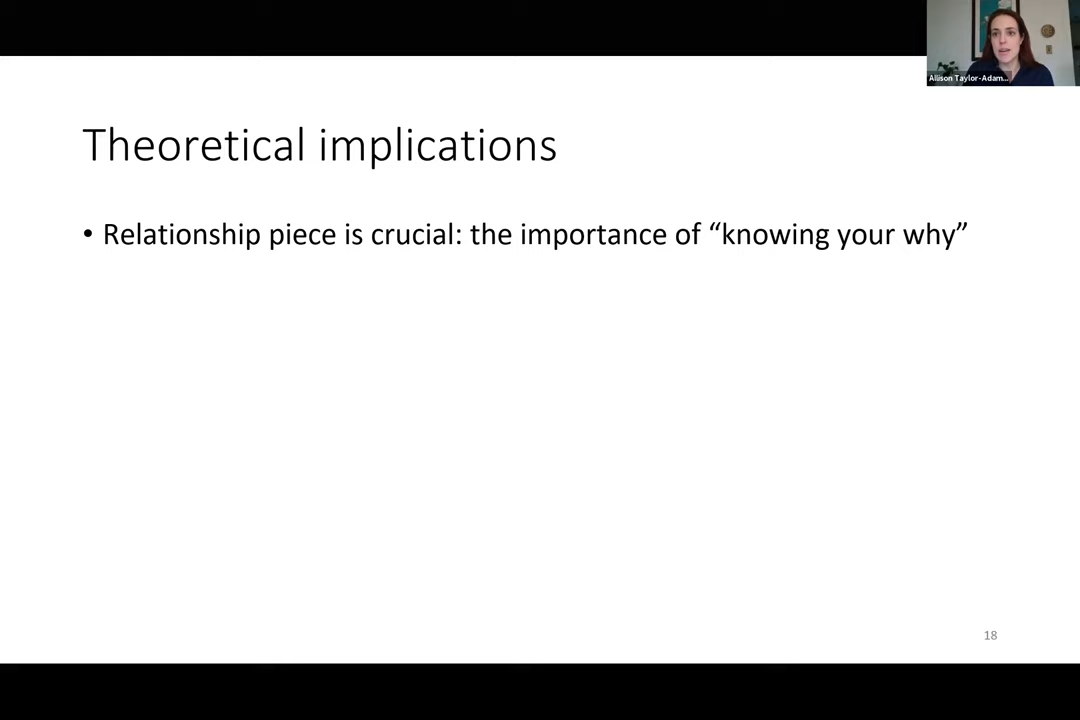 Allison Taylor-Adam...
Theoretical implications
• Relationship piece is crucial: the importance of “knowing your why”
18